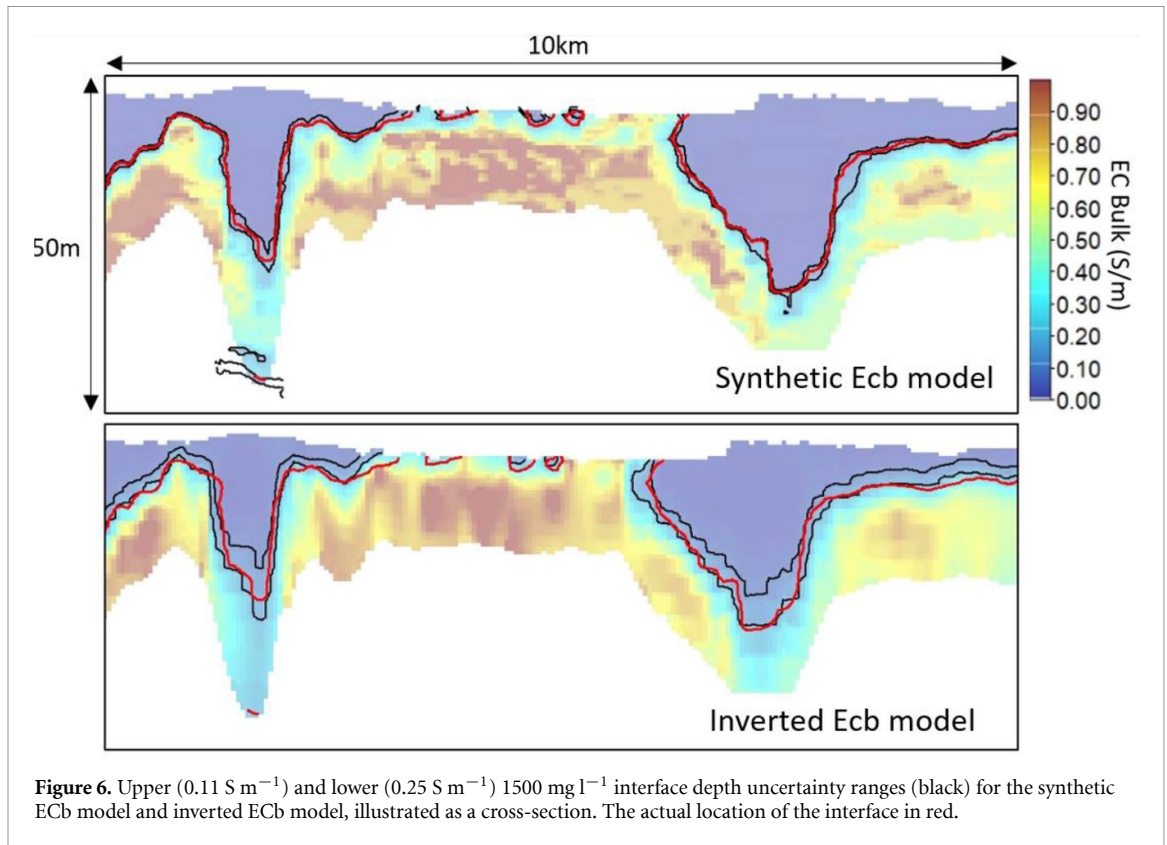 10km
50m
0.90
0.80
0.70
0.60
0.50
0.40
0.30
0.20
0.10
0.00
EC Bulk (S/m)
Synthetic Ecb model
Inverted Ecb model
Figure 6. Upper (0.11 S m⁻¹) and lower (0.25 S m⁻¹) 1500 mg l⁻¹ interface depth uncertainty ranges (black) for the synthetic
ECb model and inverted ECb model, illustrated as a cross-section. The actual location of the interface in red.